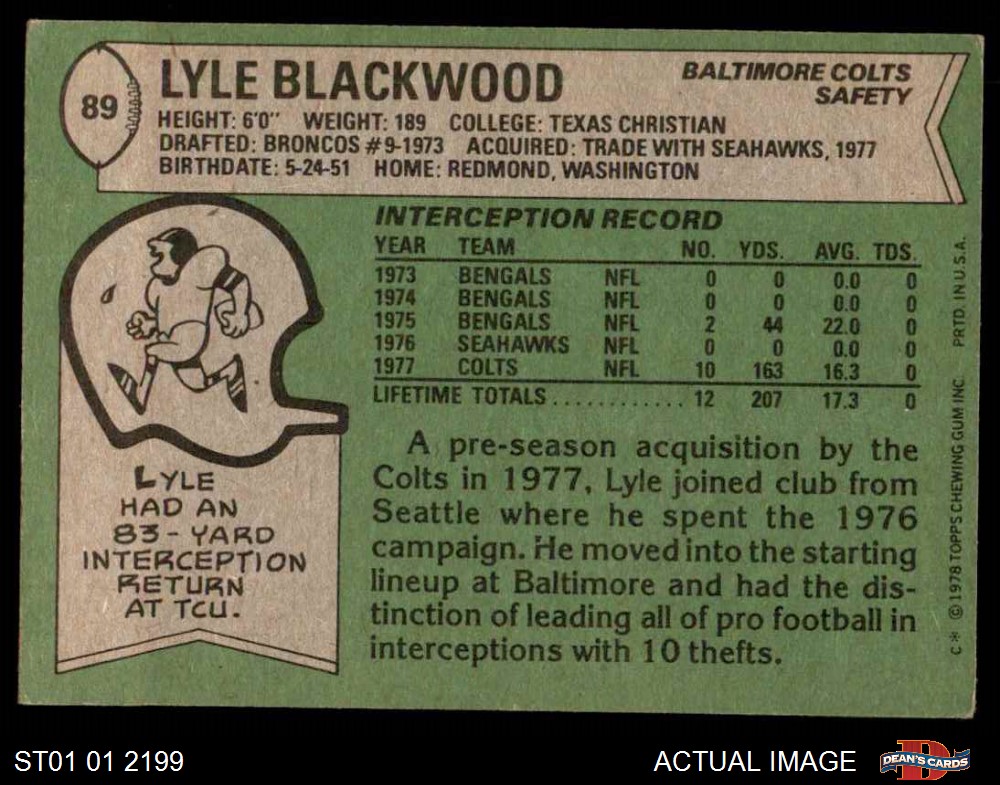 89
LYLE BLACKWOOD
BALTIMORE COLTS
SAFETY
HEIGHT: 6'0" WEIGHT: 189 COLLEGE: TEXAS CHRISTIAN
DRAFTED: BRONCOS #9-1973 ACQUIRED: TRADE WITH SEAHAWKS, 1977
BIRTHDATE: 5-24-51 HOME: REDMOND, WASHINGTON
INTERCEPTION RECORD
YEAR TEAM NO. YDS. AVG. TDS.
1973 BENGALS NFL 0 0 0.0 0
1974 BENGALS NFL 0 0 0.0 0
1975 BENGALS NFL 2 44 22.0 0
1976 SEAHAWKS NFL 0 0 0.0 0
1977 COLTS NFL 10 163 16.3 0
LIFETIME TOTALS............ 12 207 17.3 0
A pre-season acquisition by the
Colts in 1977, Lyle joined club from
Seattle where he spent the 1976
campaign. He moved into the starting
lineup at Baltimore and had the dis-
tinction of leading all of pro football in
interceptions with 10 thefts.
LYLE
HAD AN
83-YARD
INTERCEPTION
RETURN
AT TCU.
C* © 1978 TOPPS CHEWING GUM INC. PRTD. IN U.S.A.
ST01 01 2199
ACTUAL IMAGE
D
DEAN'S CARDS